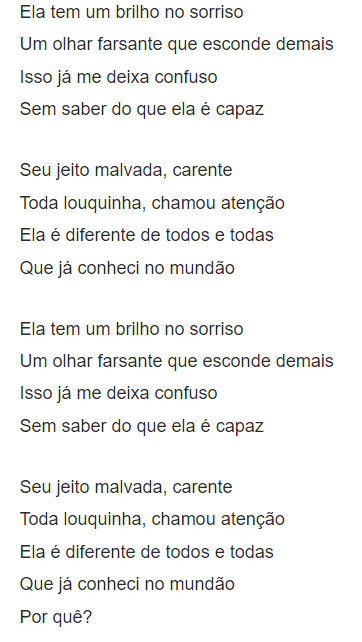 Ela tem um brilho no sorriso
Um olhar farsante que esconde demais
Isso já me deixa confuso
Sem saber do que ela é capaz

Seu jeito malvada, carente
Toda louquinha, chamou atenção
Ela é diferente de todos e todas
Que já conheci no mundão

Ela tem um brilho no sorriso
Um olhar farsante que esconde demais
Isso já me deixa confuso
Sem saber do que ela é capaz

Seu jeito malvada, carente
Toda louquinha, chamou atenção
Ela é diferente de todos e todas
Que já conheci no mundão
Por quê?